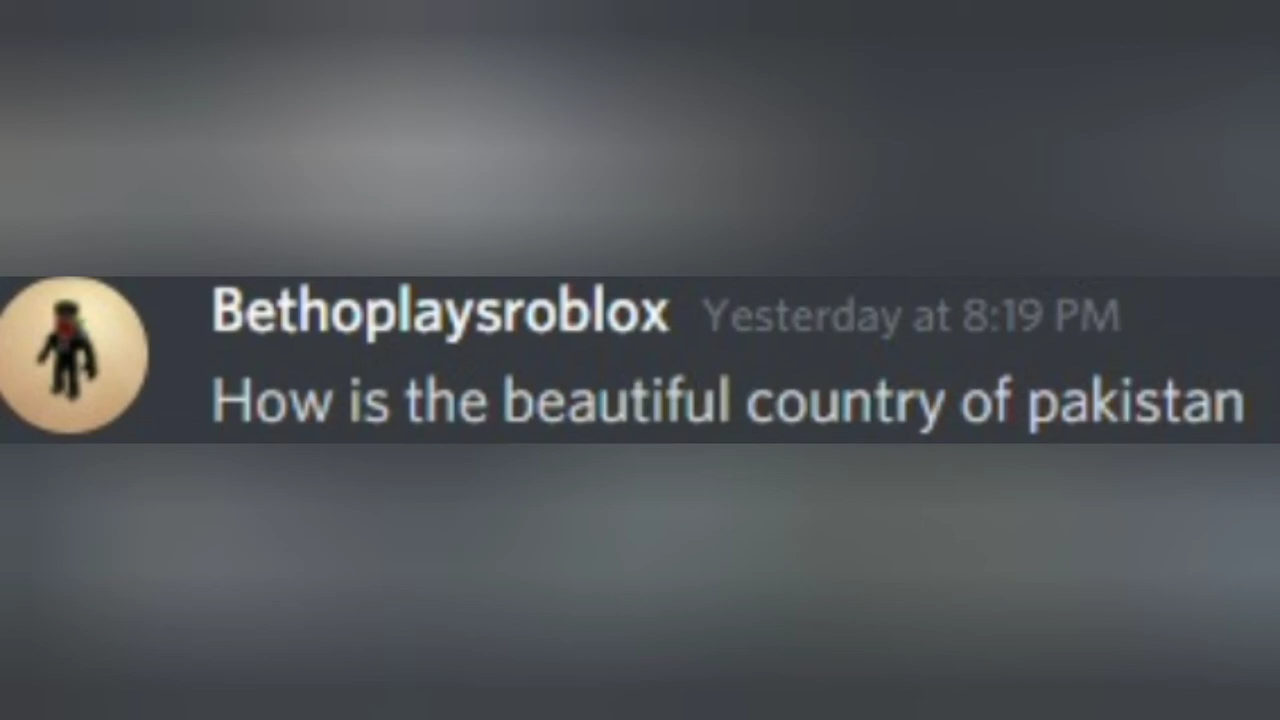 Bethoplaysroblox Yesterday at 8:19 PM
How is the beautiful country of pakistan